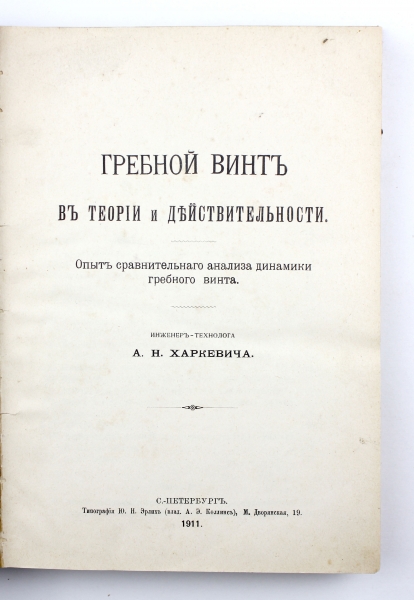 ГРЕБНОЙ ВИНТЪ
ВЪ ТЕОРІИ и ДѢЙСТВИТЕЛЬНОСТИ.
Опытъ сравнительнаго анализа динамики
гребного винта.
ИНЖЕНЕРЪ-ТЕХНОЛОГА
А. Н. ХАРКЕВИЧА.
С.-ПЕТЕРБУРГЪ.
Типографія Ю. Н. Эрлихъ (влад. А. Э. Коллинсъ), М. Дворянская, 19.
1911.